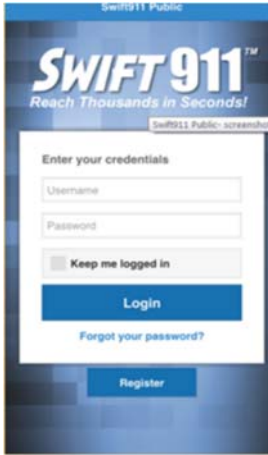 Swift911 Public
SWIFT 911™
Reach Thousands in Seconds!
Swift911 Public- screensho
Enter your credentials
Username
Password
Keep me logged in
Login
Forgot your password?
Register